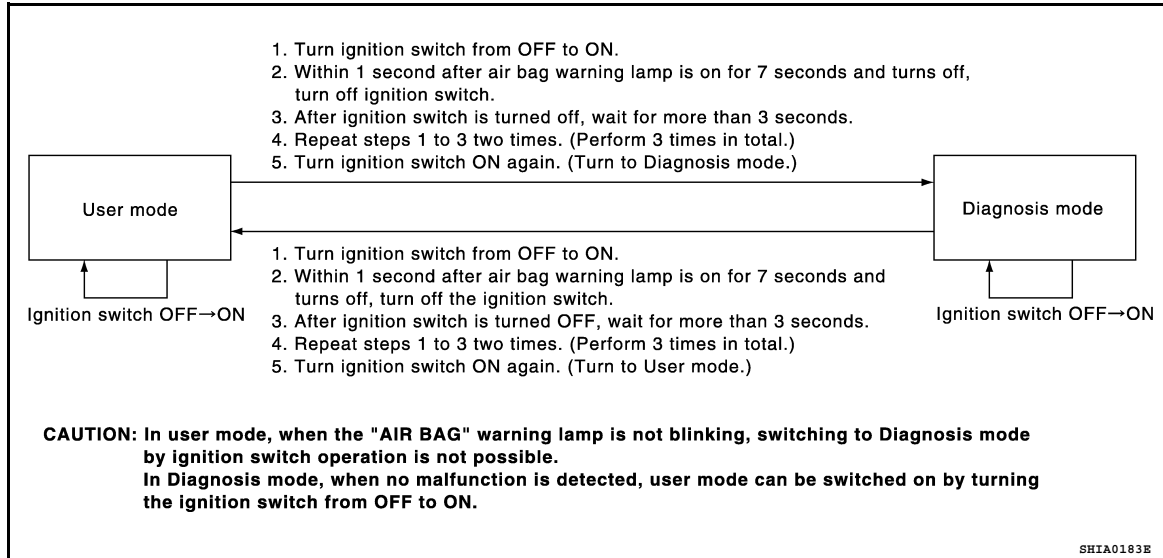 1. Turn ignition switch from OFF to ON.
2. Within 1 second after air bag warning lamp is on for 7 seconds and turns off,
turn off ignition switch.
3. After ignition switch is turned off, wait for more than 3 seconds.
4. Repeat steps 1 to 3 two times. (Perform 3 times in total.)
5. Turn ignition switch ON again. (Turn to Diagnosis mode.)
User mode
Diagnosis mode
1. Turn ignition switch from OFF to ON.
2. Within 1 second after air bag warning lamp is on for 7 seconds and
turns off, turn off the ignition switch.
3. After ignition switch is turned OFF, wait for more than 3 seconds.
4. Repeat steps 1 to 3 two times. (Perform 3 times in total.)
5. Turn ignition switch ON again. (Turn to User mode.)
Ignition switch OFF→ON
Ignition switch OFF→ON
CAUTION: In user mode, when the "AIR BAG" warning lamp is not blinking, switching to Diagnosis mode
by ignition switch operation is not possible.
In Diagnosis mode, when no malfunction is detected, user mode can be switched on by turning
the ignition switch from OFF to ON.
SHIA0183E